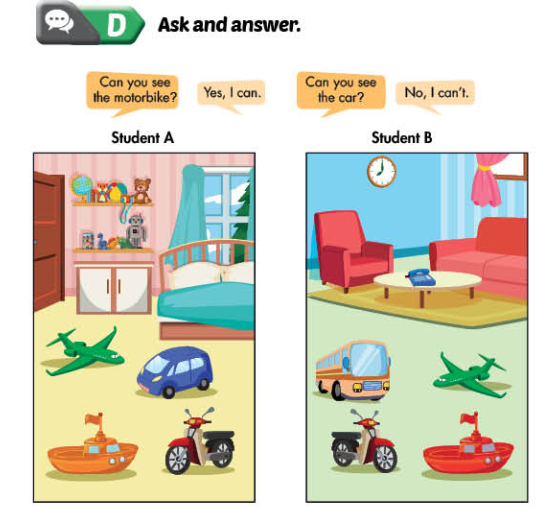 D Ask and answer.
Can you see
the motorbike?
Yes, I can.
Can you see
the car?
No, I can't.
Student A
Student B